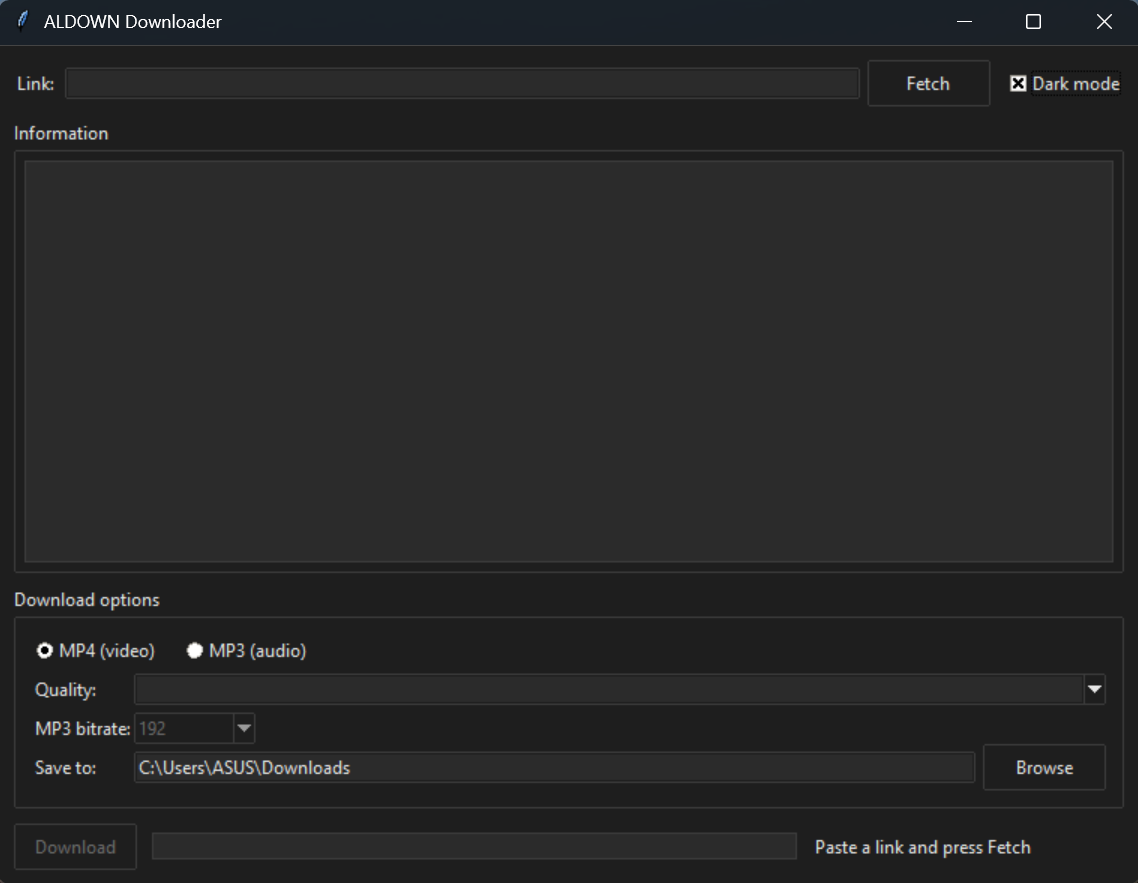 ALDOWN Downloader
Link: Fetch Dark mode
Information
Download options
MP4 (video) MP3 (audio)
Quality:
MP3 bitrate: 192
Save to: C:\Users\ASUS\Downloads Browse
Download Paste a link and press Fetch